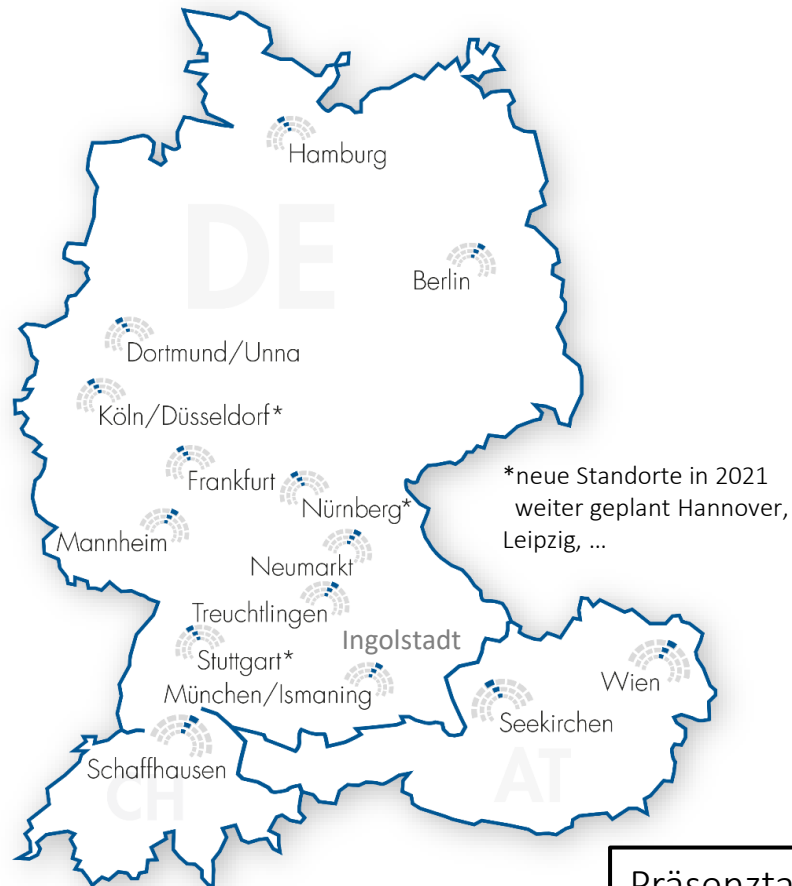 Hamburg
DE
Berlin
Dortmund/Unna
Köln/Düsseldorf*
Frankfurt
*neue Standorte in 2021
weiter geplant Hannover,
Leipzig, ...
Nürnberg*
Mannheim
Neumarkt
Treuchtlingen
Ingolstadt
Stuttgart*
München/Ismaning
Wien
Seekirchen
Schaffhausen
AT
CH